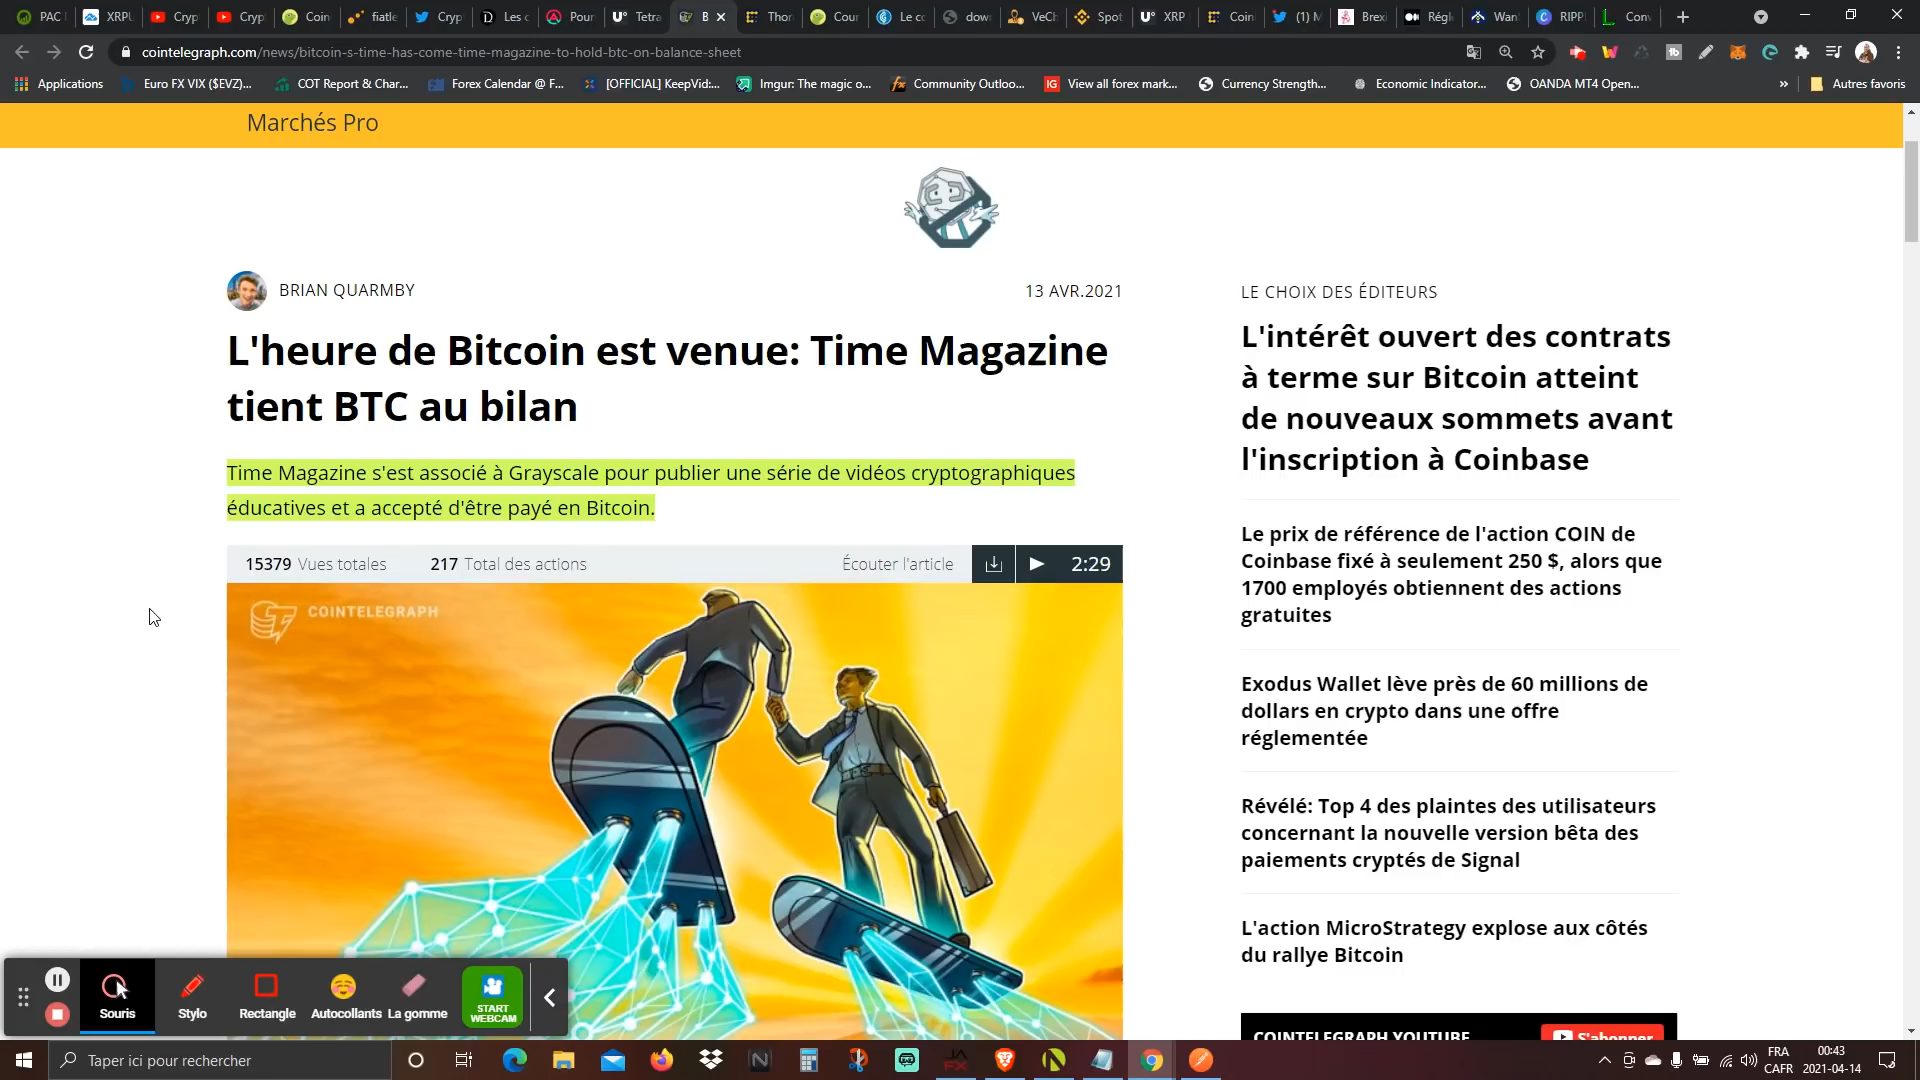 PAC
XRPU
Cryp
Cryp
Coin
fiatle
Cryp
Les c
Pour
Tetra
B
Thor
Cour
Le cc
dow
VeCh
Spot
XRP
Coin
(1) M
Brexi
Régl
Wan
RIPPL
Conv
cointelegraph.com/news/bitcoin-s-time-has-come-time-magazine-to-hold-btc-on-balance-sheet
Applications
Euro FX VIX ($EVZ)...
COT Report & Char...
Forex Calendar @ F...
[OFFICIAL] KeepVid:...
Imgur: The magic o...
Community Outloo...
IG View all forex mark...
Currency Strength...
Economic Indicator...
OANDA MT4 Open...
»
Autres favoris
Marchés Pro
BRIAN QUARMBY
13 AVR.2021
L'heure de Bitcoin est venue: Time Magazine
tient BTC au bilan
Time Magazine s'est associé à Grayscale pour publier une série de vidéos cryptographiques
éducatives et a accepté d'être payé en Bitcoin.
15379 Vues totales
217 Total des actions
Écouter l'article
2:29
COINTELEGRAPH
LE CHOIX DES ÉDITEURS
L'intérêt ouvert des contrats
à terme sur Bitcoin atteint
de nouveaux sommets avant
l'inscription à Coinbase
Le prix de référence de l'action COIN de
Coinbase fixé à seulement 250 $, alors que
1700 employés obtiennent des actions
gratuites
Exodus Wallet lève près de 60 millions de
dollars en crypto dans une offre
réglementée
Révélé: Top 4 des plaintes des utilisateurs
concernant la nouvelle version bêta des
paiements cryptés de Signal
L'action MicroStrategy explose aux côtés
du rallye Bitcoin
COINTELEGRAPH YOUTUBE
S'abonner
Souris
Stylo
Rectangle
Autocollants
La gomme
START
WEBCAM
Taper ici pour rechercher
FRA
CAFR
00:43
2021-04-14